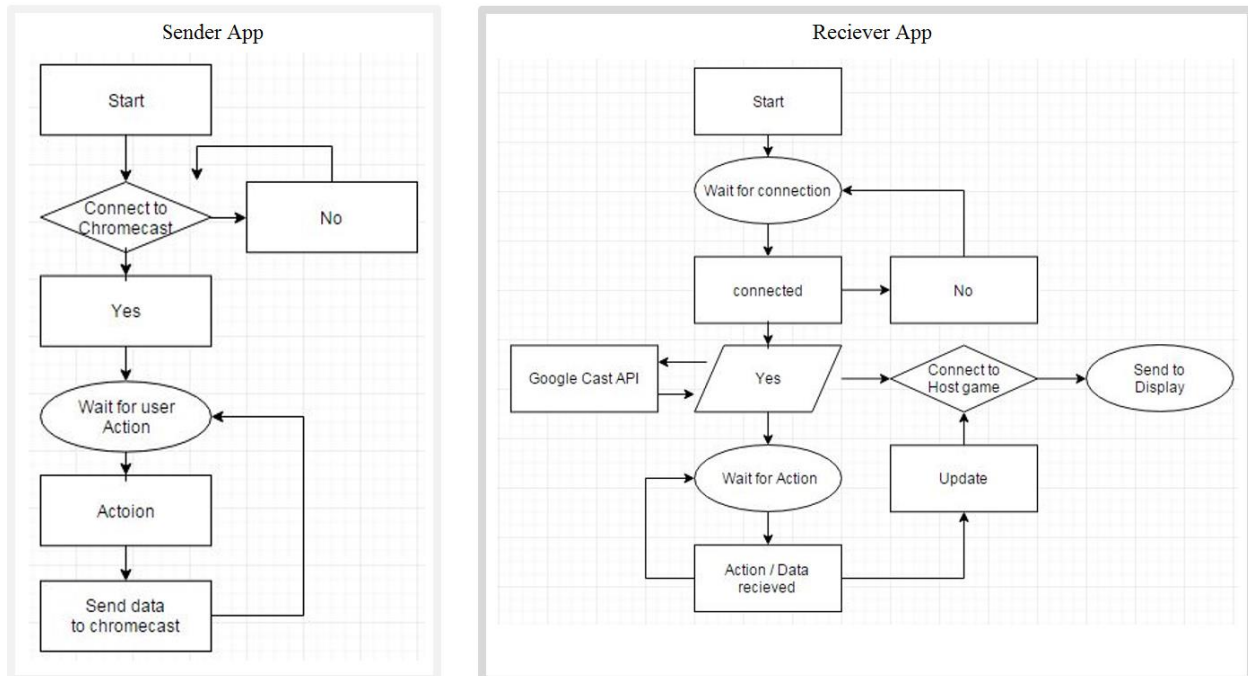 Sender App
Start
Connect to
Chromecast
No
Yes
Wait for user
Action
Actoion
Send data
to chromecast
Reciever App
Start
Wait for connection
connected
No
Google Cast API
Yes
Connect to
Host game
Send to
Display
Wait for Action
Update
Action / Data
recieved